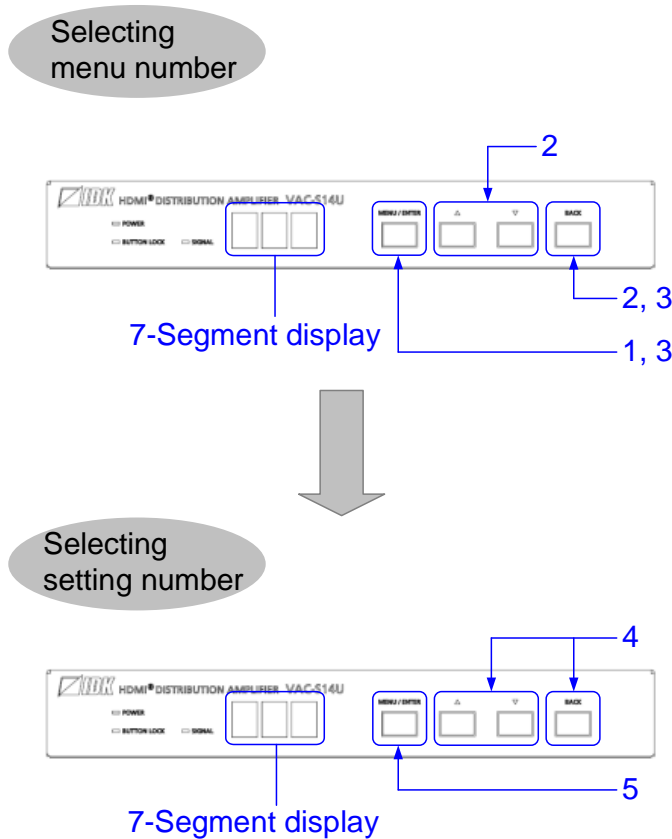 Selecting
menu number
2
IDK HDMI® DISTRIBUTION AMPLIFIER VAC-S14U
MENU / ENTER △ ▽ BACK
POWER
BUTTON LOCK SIGNAL
2, 3
7-Segment display
1, 3
Selecting
setting number
4
IDK HDMI® DISTRIBUTION AMPLIFIER VAC-S14U
MENU / ENTER △ ▽ BACK
POWER
BUTTON LOCK SIGNAL
5
7-Segment display